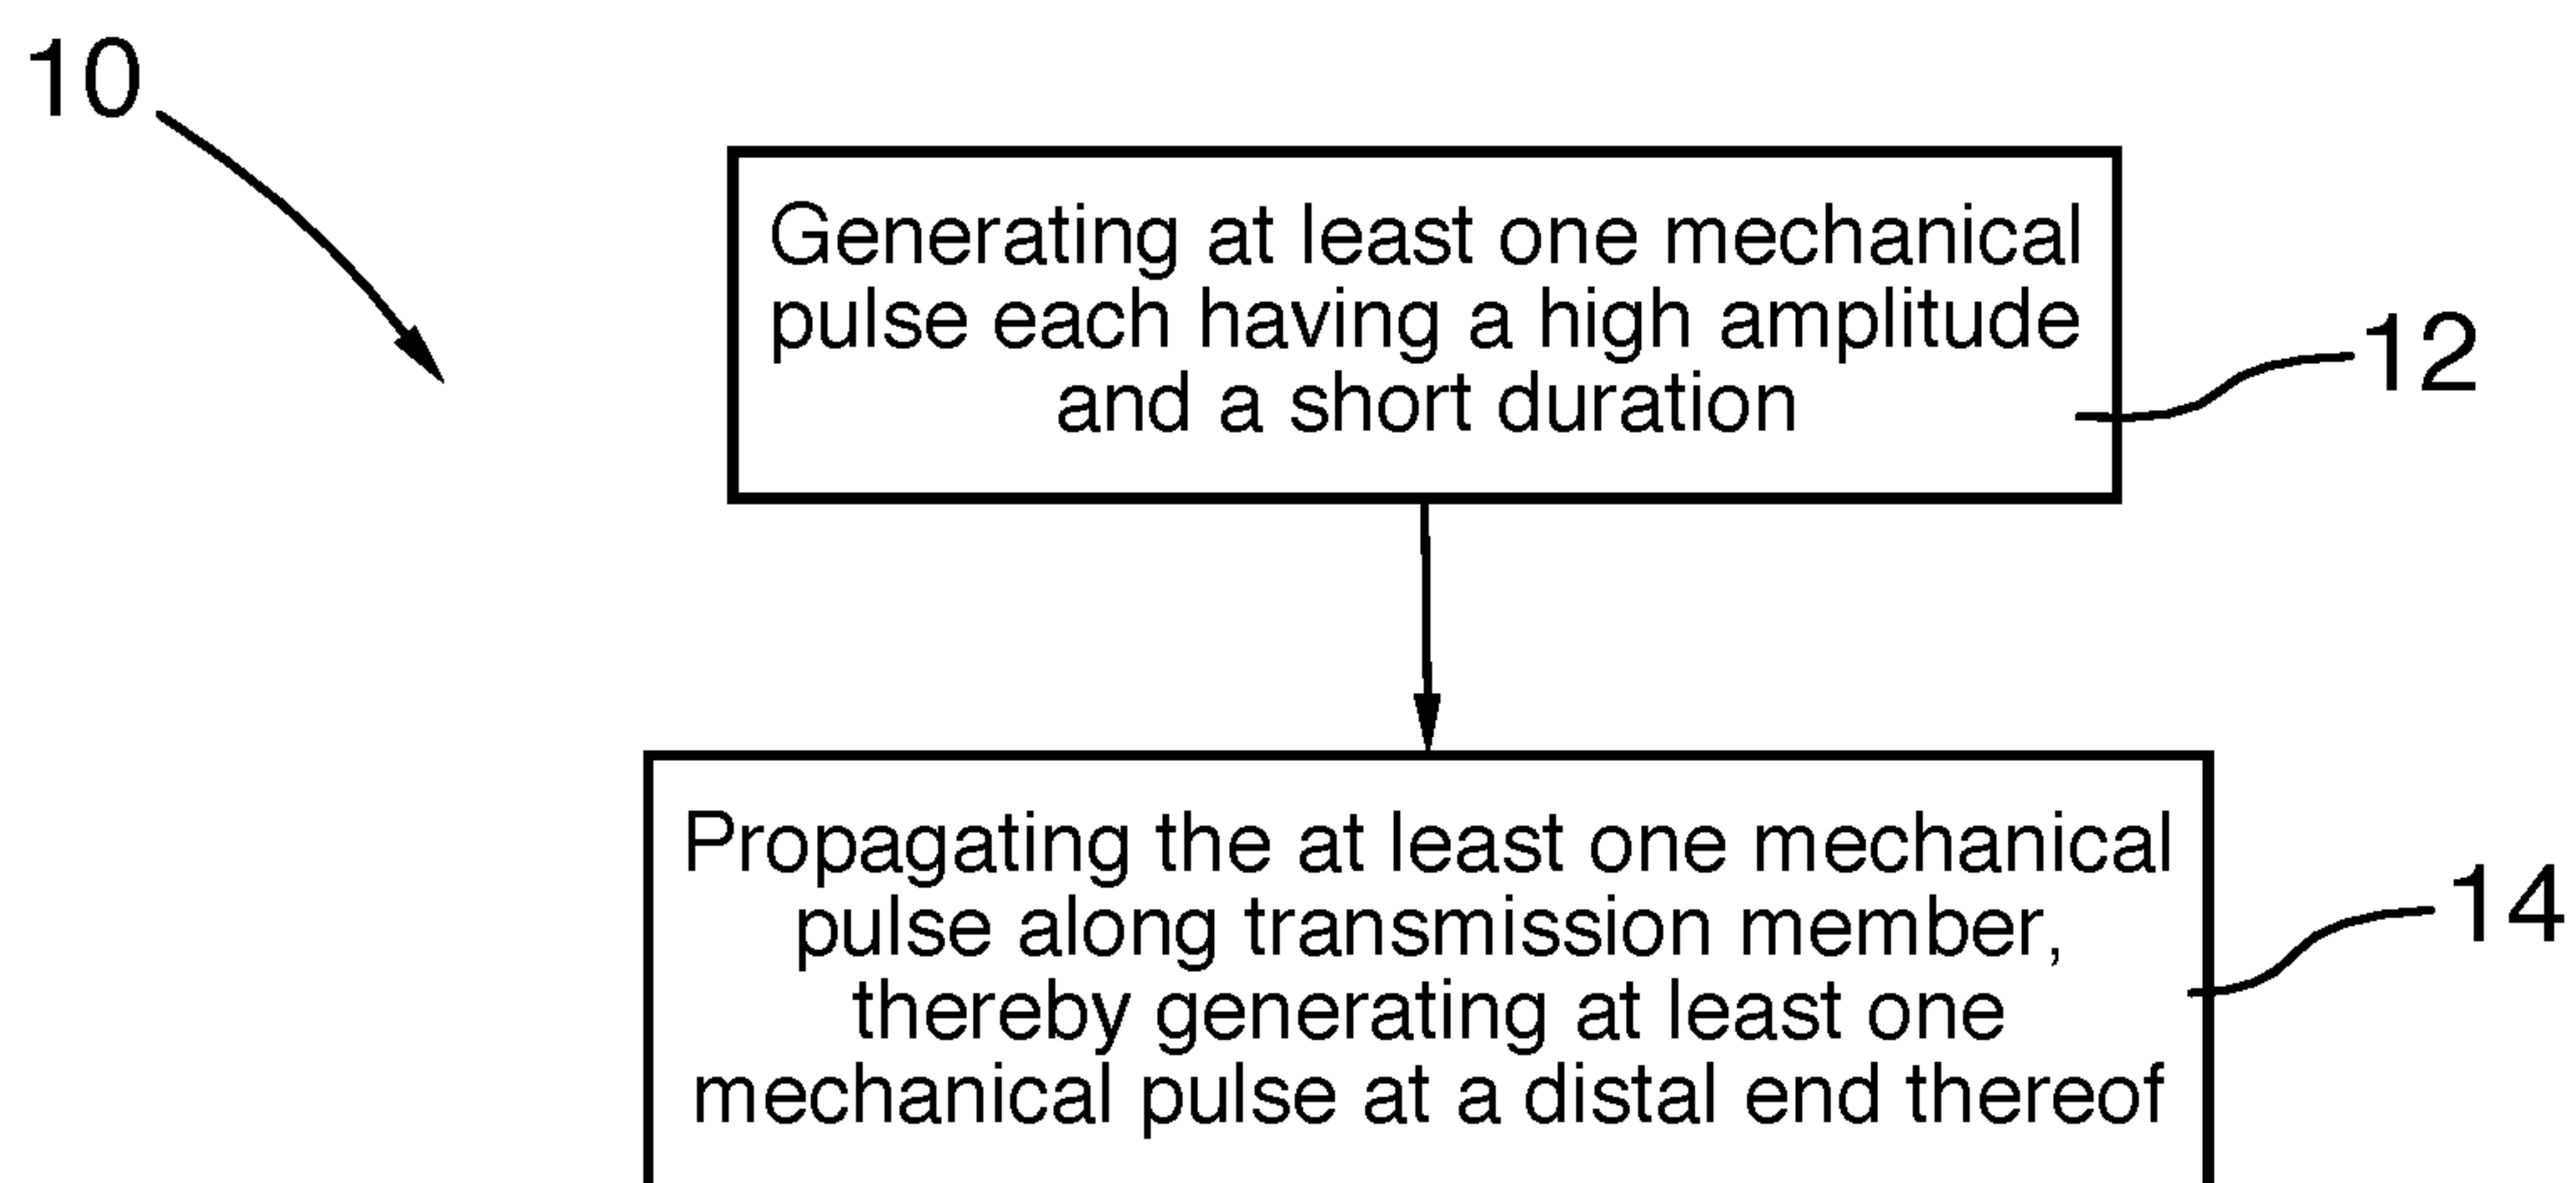 10
Generating at least one mechanical
pulse each having a high amplitude
and a short duration
12
Propagating the at least one mechanical
pulse along transmission member,
thereby generating at least one
mechanical pulse at a distal end thereof
14